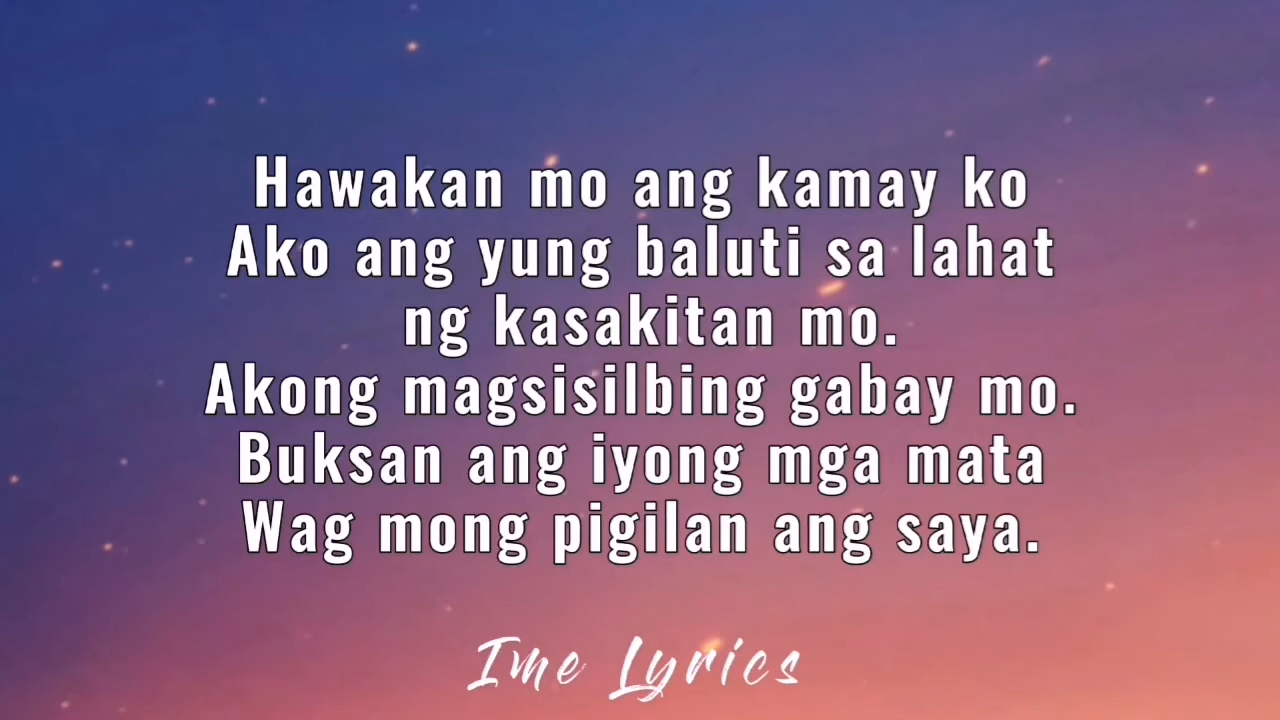 Hawakan mo ang kamay ko
Ako ang yung baluti sa lahat
ng kasakitan mo.
Akong magsisilbing gabay mo.
Buksan ang iyong mga mata
Wag mong pigilan ang saya.
Ime Lyrics